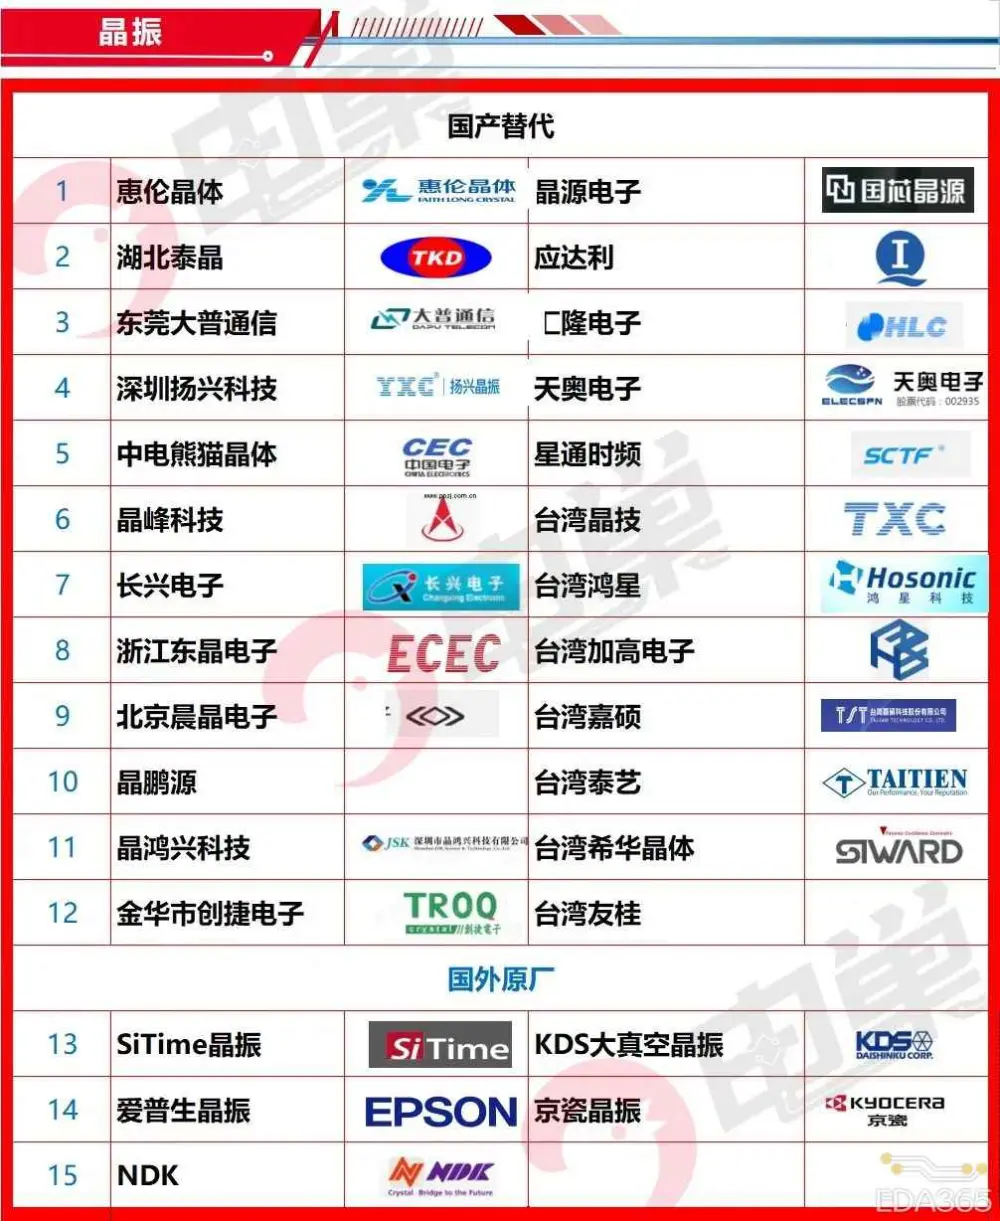 晶振
国产替代
1 惠伦晶体 惠伦晶体 晶源电子 国芯晶源
FAITH LONG CRYSTAL
2 湖北泰晶 TKD 应达利
3 东莞大普通信 大普通信 隆电子 HLC
DAPU TELECOM
4 深圳扬兴科技 YXC 扬兴晶振 天奥电子 天奥电子
ELECSPN 股票代码：002935
5 中电熊猫晶体 CEC 星通时频 SCTF
中国电子
CHINA ELECTRONICS
www.pozj.com.cn
6 晶峰科技 台湾晶技 TXC
7 长兴电子 长兴电子 台湾鸿星 Hosonic
Changxing Electronic 鸿星科技
8 浙江东晶电子 ECEC 台湾加高电子
9 北京晨晶电子 台湾嘉硕 TST 台湾嘉硕科技股份有限公司
TAI-SAW TECHNOLOGY CO., LTD.
10 晶鹏源 台湾泰艺 TAITIEN
Our Performance, Your Reputation
11 晶鸿兴科技 JSK 深圳市晶鸿兴科技有限公司 台湾希华晶体 SIWARD
12 金华市创捷电子 TROQ 台湾友桂
crystal//創捷電子
国外原厂
13 SiTime晶振 SiTime KDS大真空晶振 KDS
DAISHINKU CORP.
14 爱普生晶振 EPSON 京瓷晶振 KYOCERA
京瓷
15 NDK NDK
Crystal Bridge to the Future
EDA365